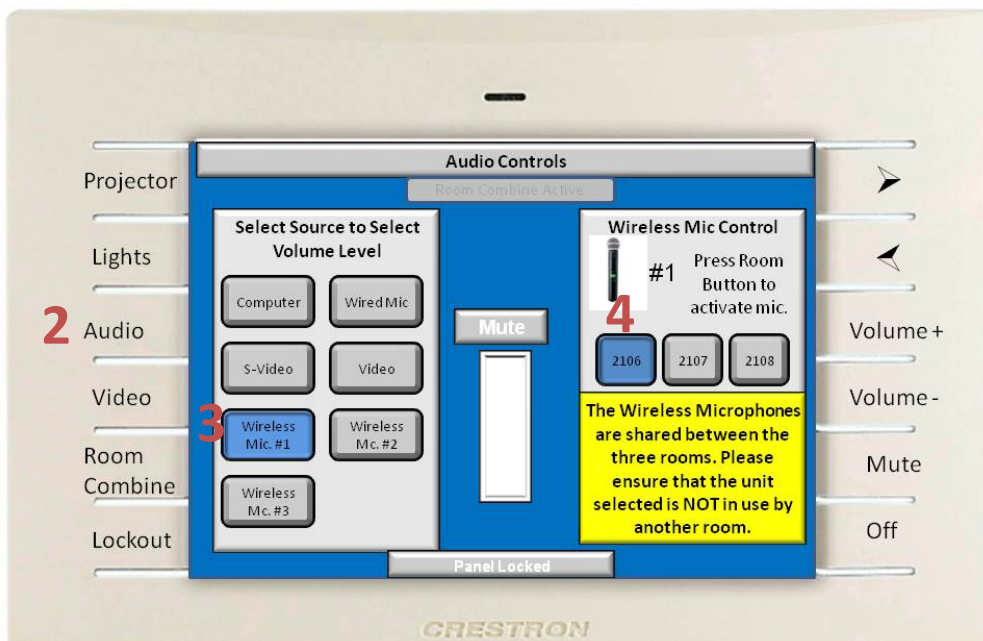 Audio Controls
Room Combine Active
Projector
Lights
2 Audio
Video
Room
Combine
Lockout
Select Source to Select
Volume Level
Computer
Wired Mic
S-Video
Video
3
Wireless
Mic. #1
Wireless
Mc. #2
Wireless
Mc. #3
Mute
Wireless Mic Control
#1
Press Room
Button to
activate mic.
4
2106
2107
2108
The Wireless Microphones
are shared between the
three rooms. Please
ensure that the unit
selected is NOT in use by
another room.
Panel Locked
Volume +
Volume -
Mute
Off
CRESTRON